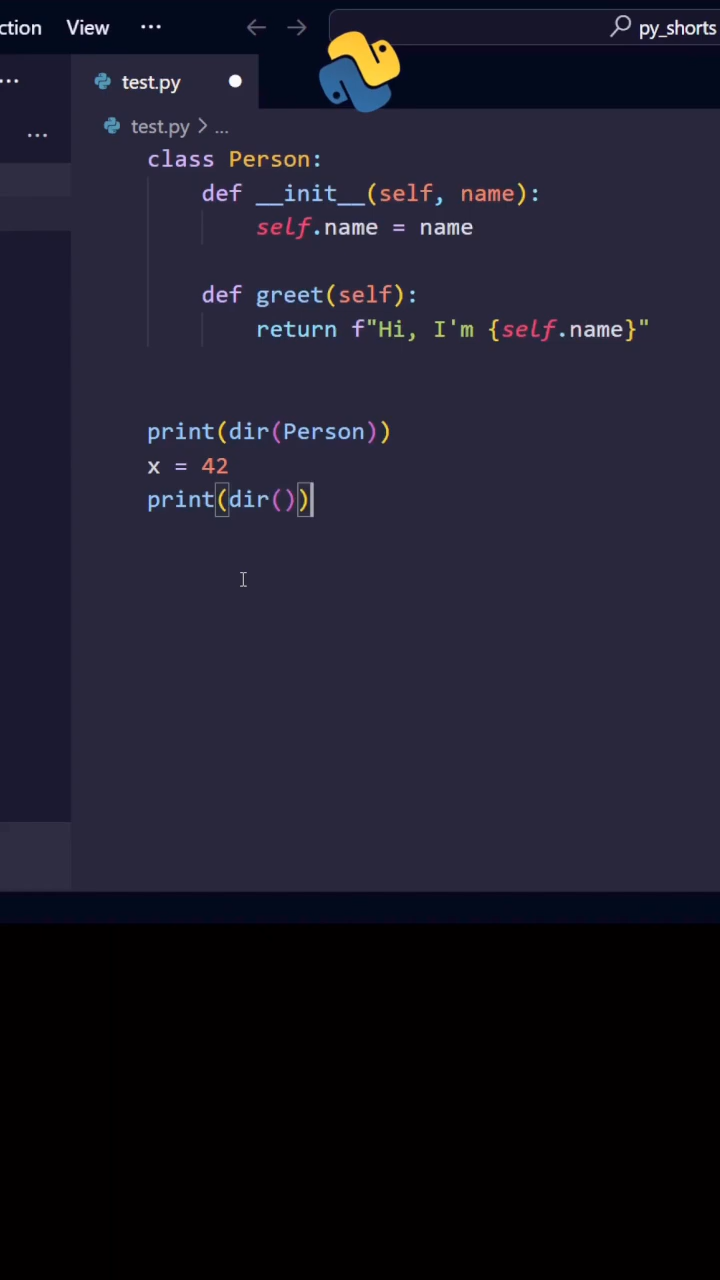 ction View ...
py_shorts
...
test.py
...
test.py > ...
class Person:
    def __init__(self, name):
        self.name = name
    def greet(self):
        return f"Hi, I'm {self.name}"
print(dir(Person))
x = 42
print(dir())